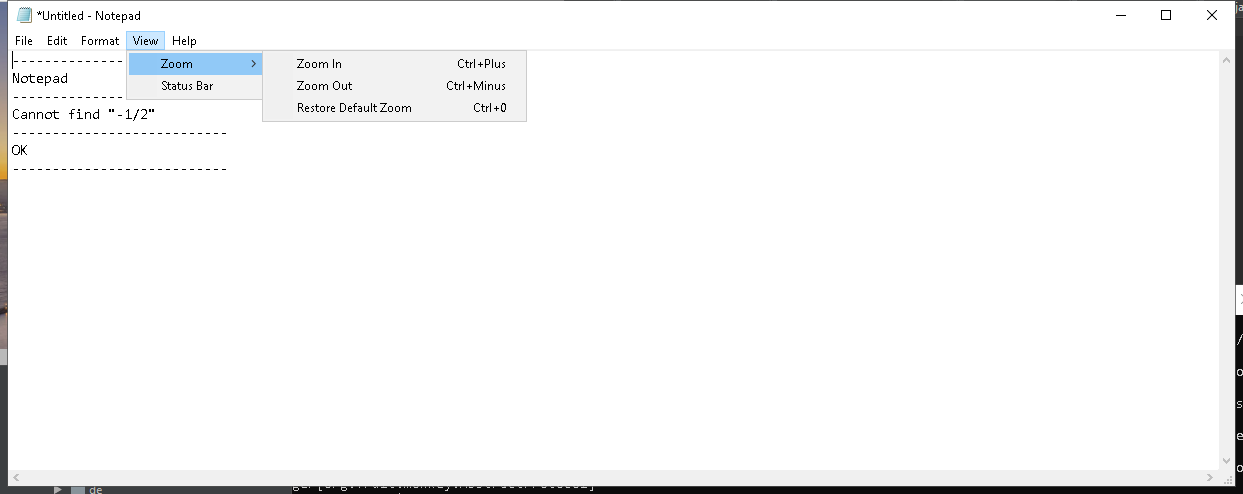 *Untitled - Notepad
File Edit Format View Help
Zoom
Status Bar
Zoom In Ctrl+Plus
Zoom Out Ctrl+Minus
Restore Default Zoom Ctrl+0
---------------------------
Notepad
---------------------------
Cannot find "-1/2"
---------------------------
OK
---------------------------
de